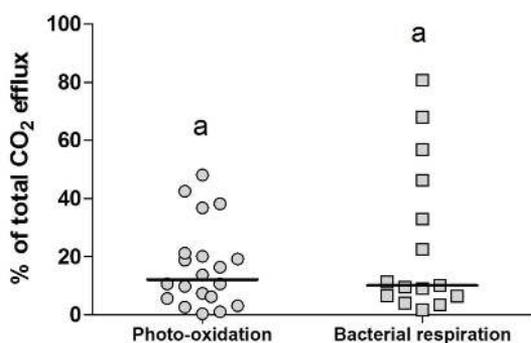 % of total CO₂ efflux
100
80
60
40
20
0
a
a
Photo-oxidation
Bacterial respiration